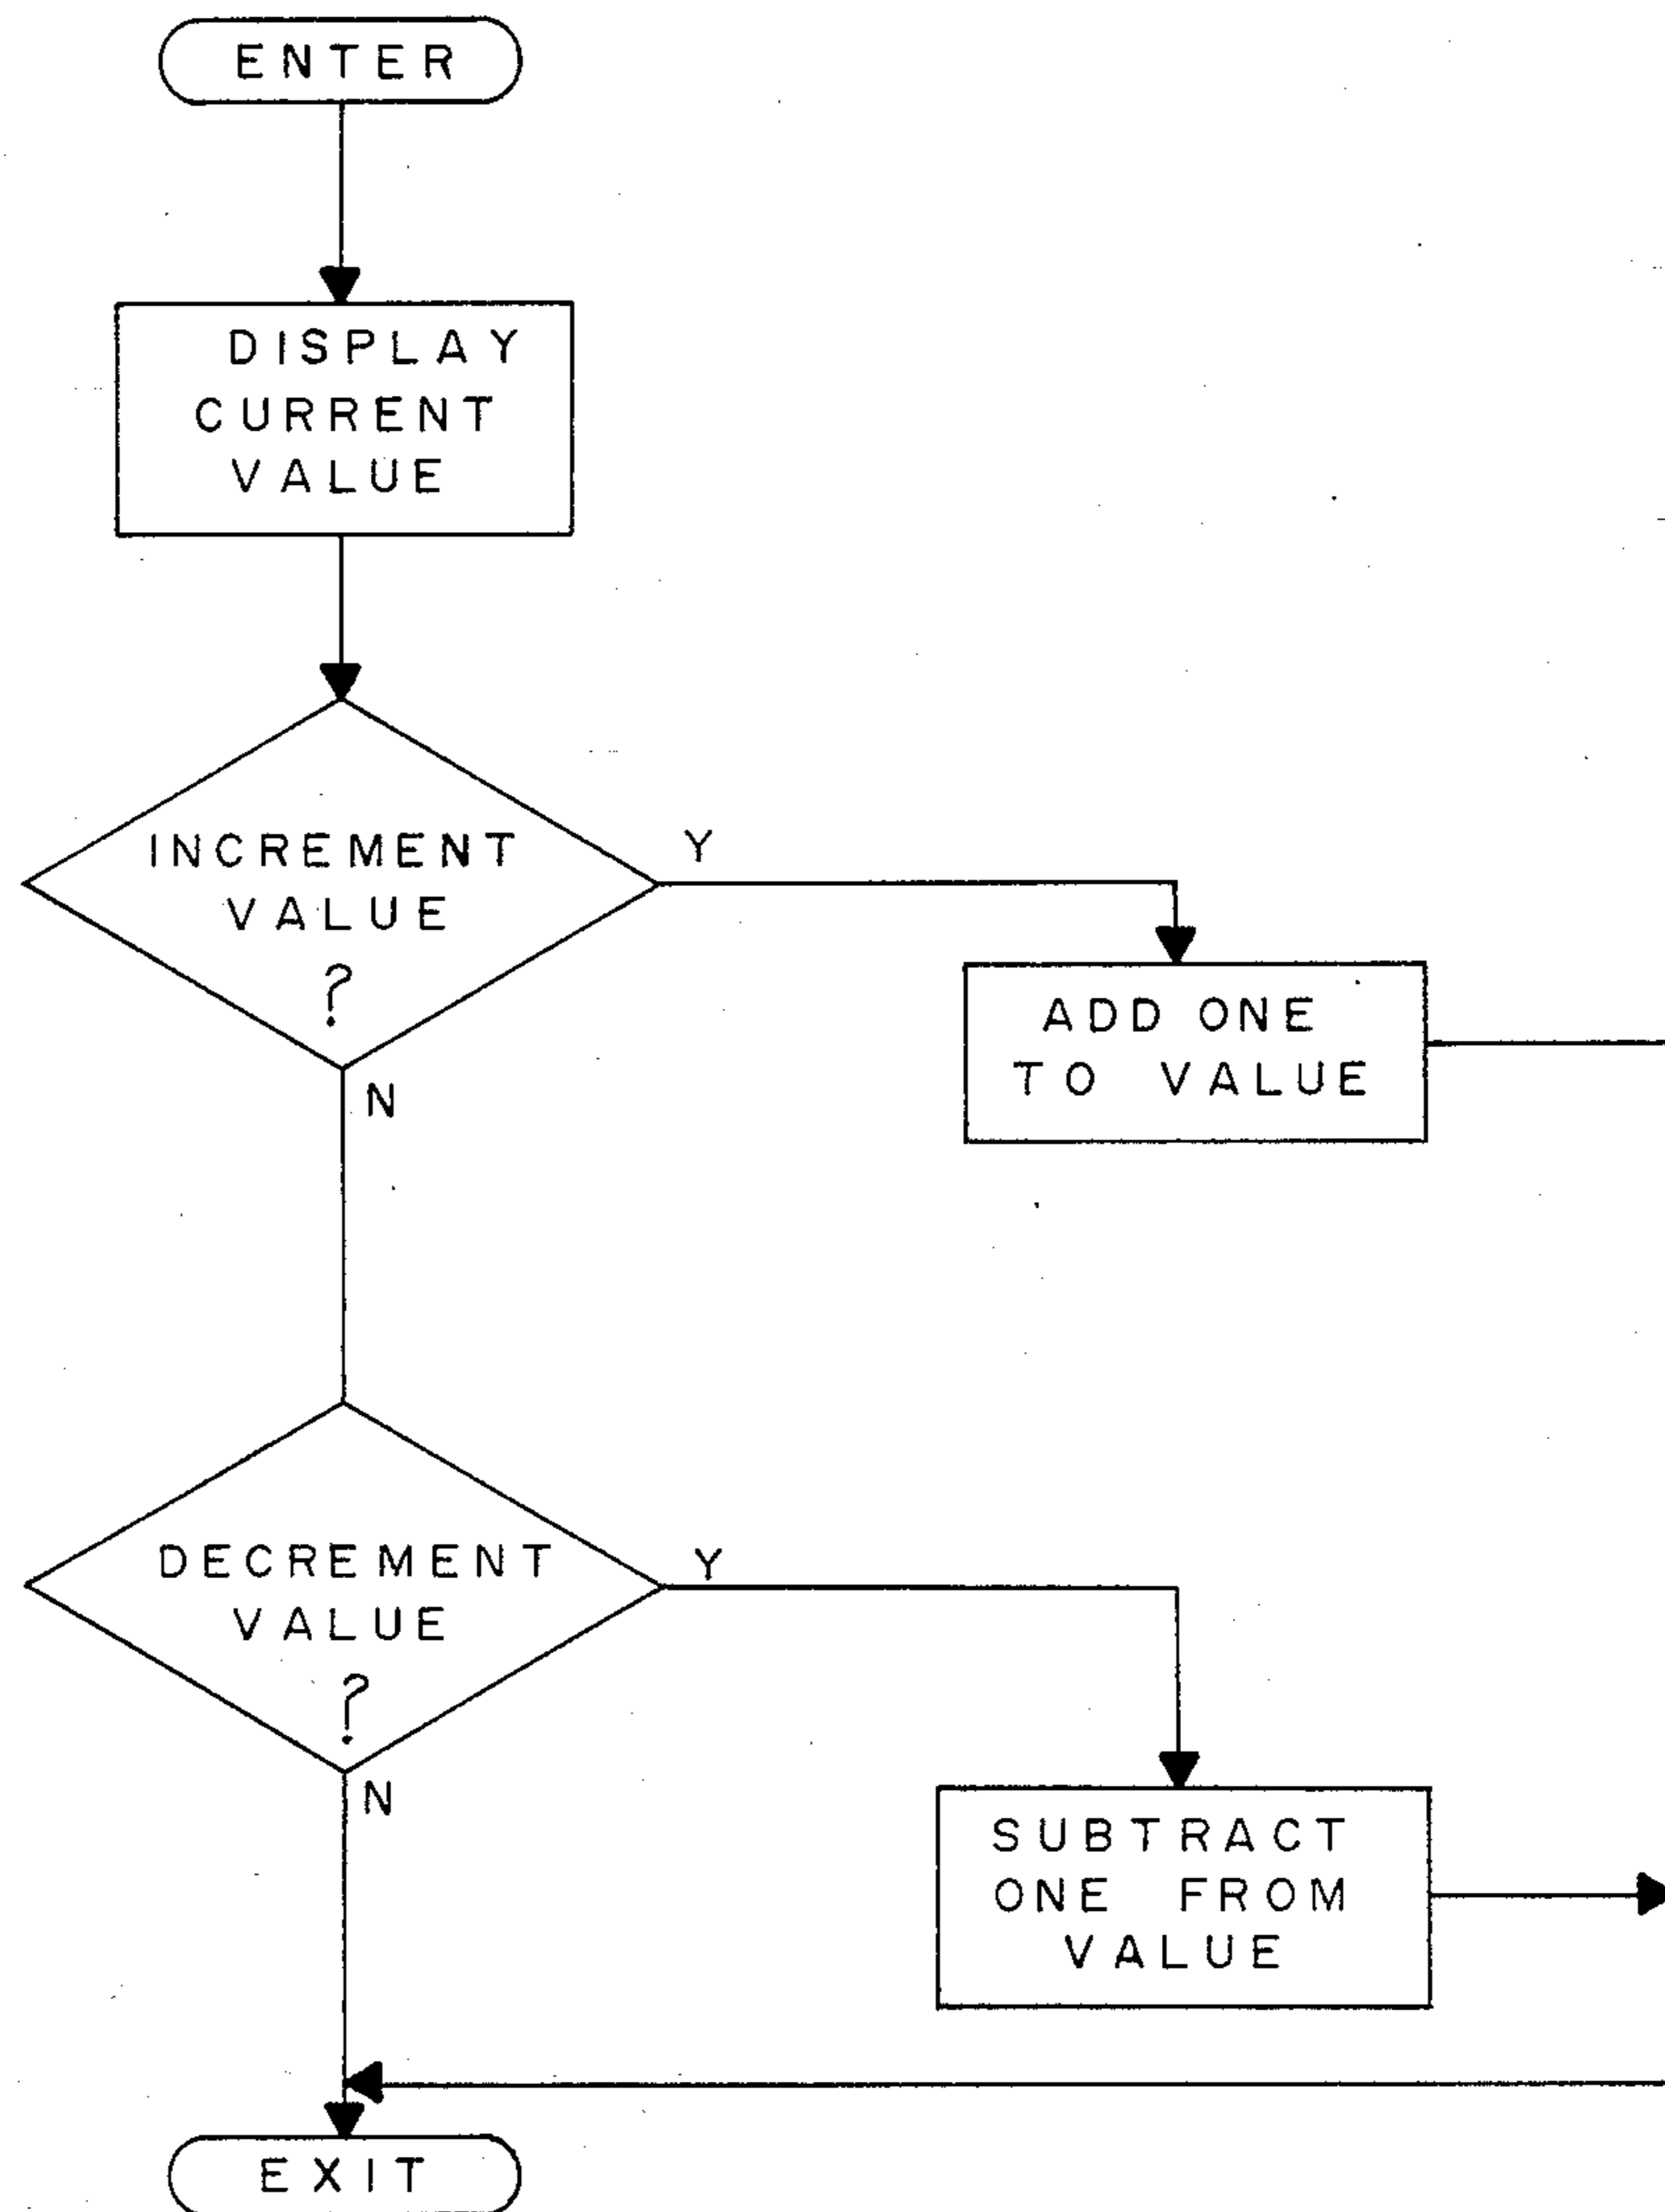 ENTER
DISPLAY
CURRENT
VALUE
INCREMENT
VALUE
?
Y
N
ADD ONE
TO VALUE
DECREMENT
VALUE
?
Y
N
SUBTRACT
ONE FROM
VALUE
EXIT